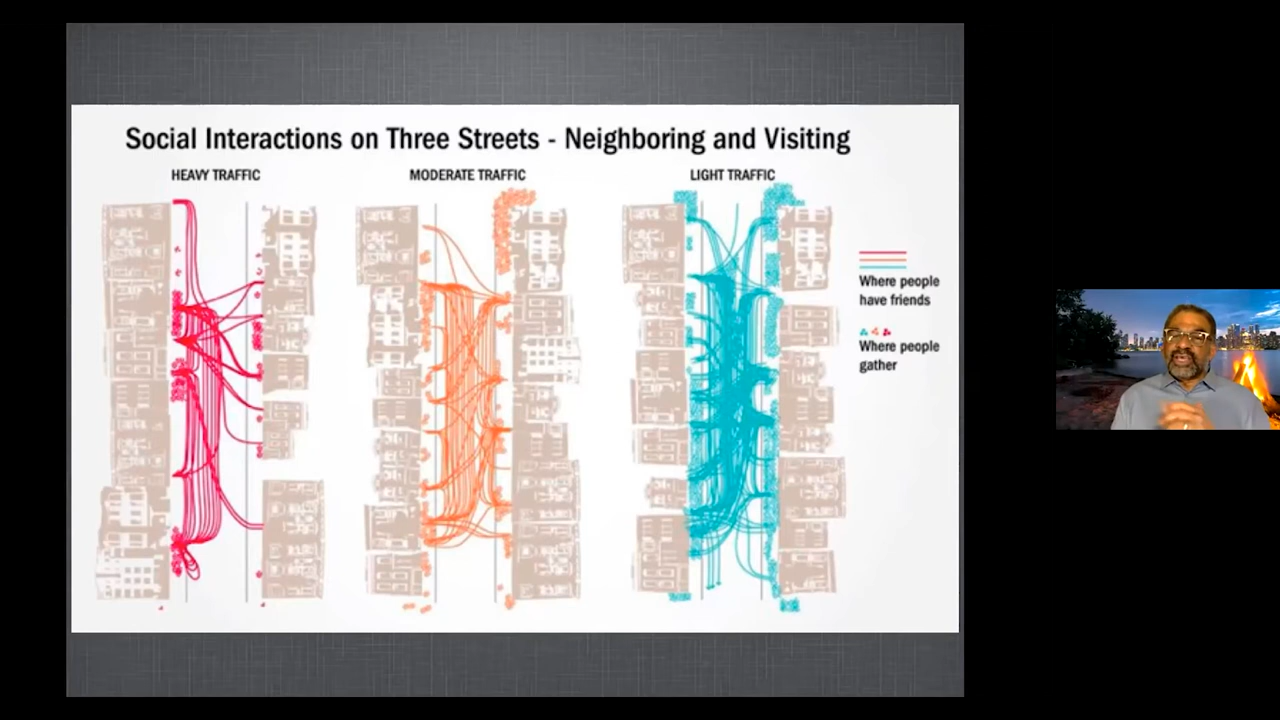 Social Interactions on Three Streets - Neighboring and Visiting
HEAVY TRAFFIC
MODERATE TRAFFIC
LIGHT TRAFFIC
Where people
have friends
Where people
gather